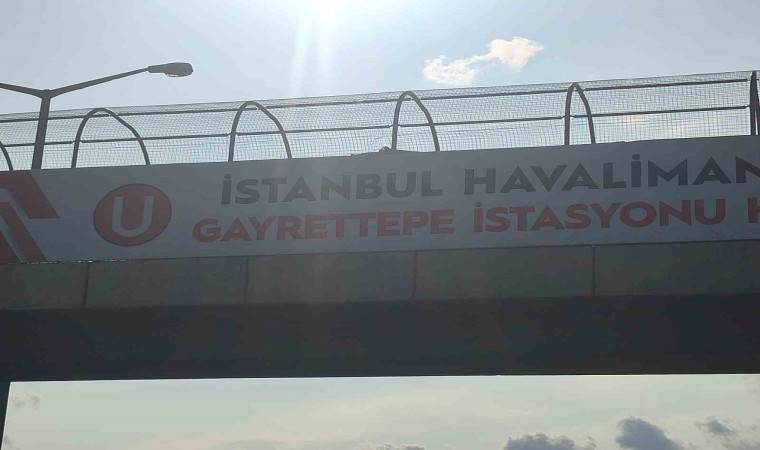 U
İSTANBUL HAVALİMAN
GAYRETTEPE İSTASYONU